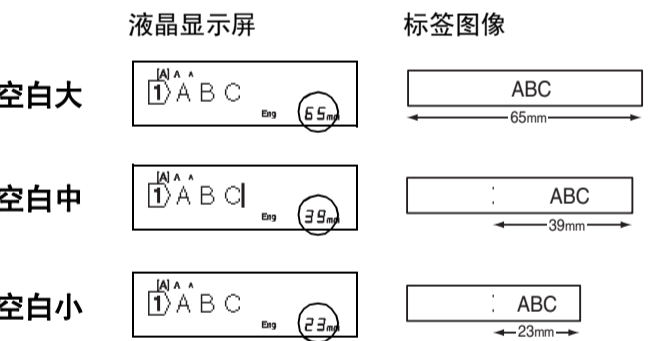 液晶显示屏 标签图像
空白大
[A] A A
1 A B C
Eng 65mm
ABC
65mm
空白中
[A] A A
1 A B C
Eng 39mm
: ABC
39mm
空白小
[A] A A
1 A B C
Eng 23mm
: ABC
23mm